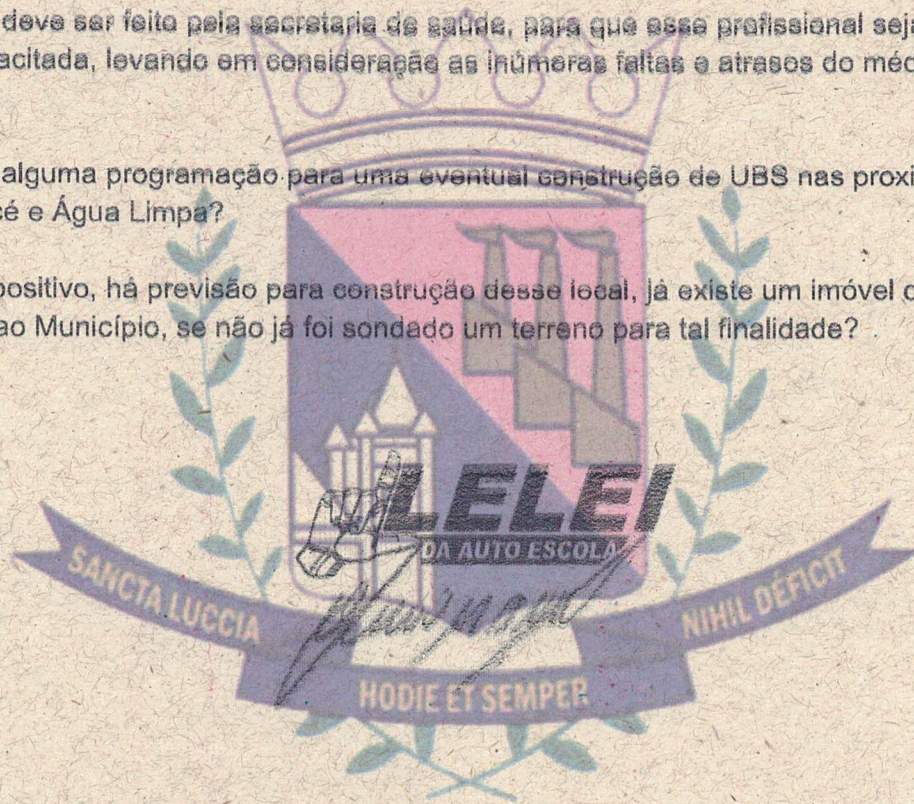 deve ser feito pela secretaria de saúde, para que esse profissional seja
acitada, levando em consideração as inúmeras faltas e atrasos do méd
alguma programação para uma eventual construção de UBS nas proxi
cé e Água Limpa?
positivo, há previsão para construção desse local, já existe um imóvel
ao Município, se não já foi sondado um terreno para tal finalidade?
LELEI
DA AUTO ESCOLA
SANCTA LUCCIA
NIHIL DÉFICIT
HODIE ET SEMPER